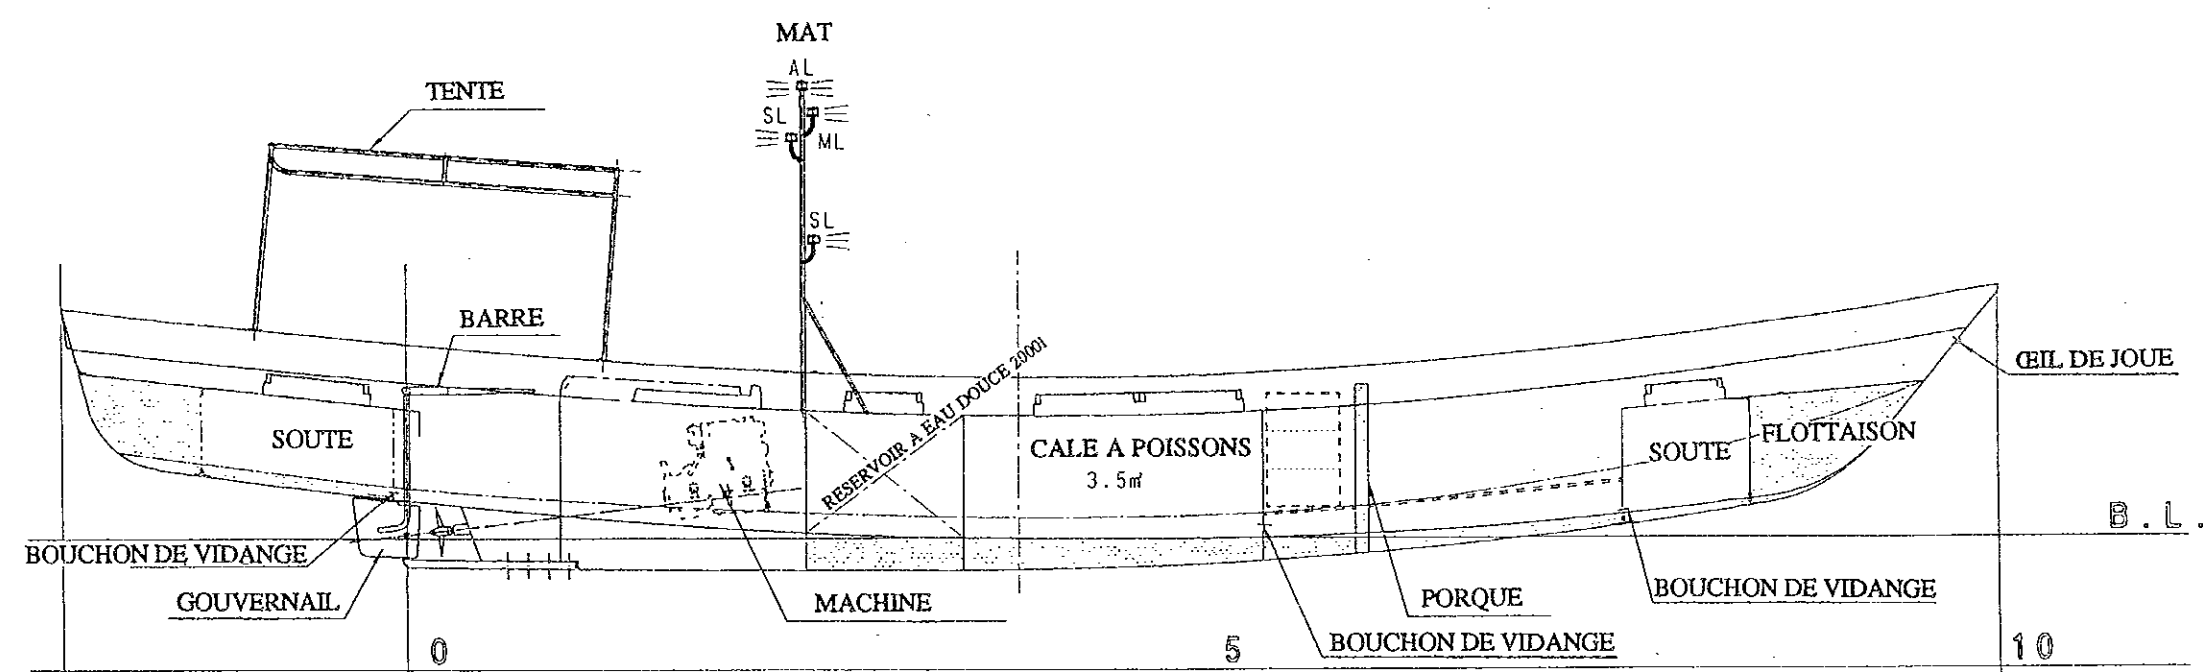 MAT
AL
TENTE
SL
ML
SL
BARRE
RESERVOIR A EAU DOUCE 2000l
ŒIL DE JOUE
SOUTE
CALE A POISSONS
3.5㎥
SOUTE
FLOTTAISON
B.L.
BOUCHON DE VIDANGE
GOUVERNAIL
MACHINE
PORQUE
BOUCHON DE VIDANGE
BOUCHON DE VIDANGE
0
5
10